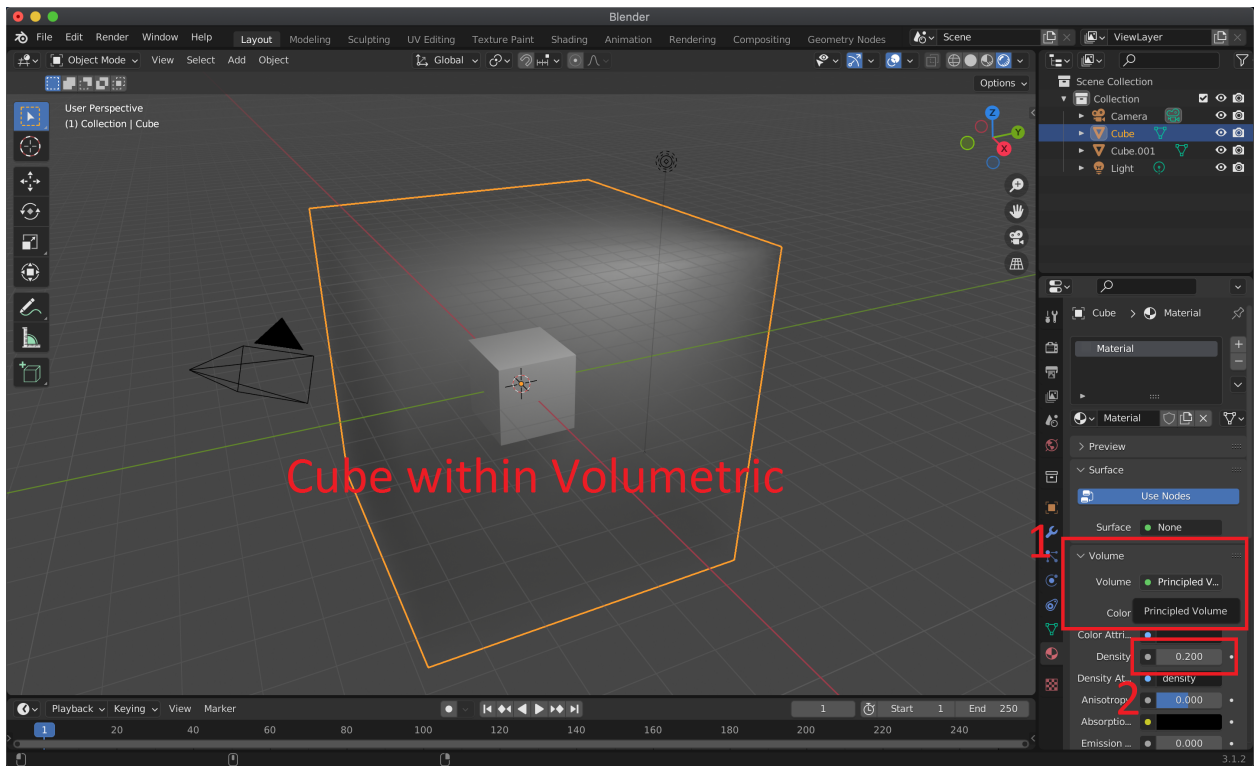 Blender
File Edit Render Window Help Layout Modeling Sculpting UV Editing Texture Paint Shading Animation Rendering Compositing Geometry Nodes Scene ViewLayer
Object Mode View Select Add Object Global
Options
User Perspective
(1) Collection | Cube
Z
Y
X
Cube within Volumetric
Scene Collection
Collection
Camera
Cube
Cube.001
Light
Cube > Material
Material
Material
Preview
Surface
Use Nodes
Surface None
1
Volume
Volume Principled V...
Color Principled Volume
Color Attri...
Density 0.200
Density At... density
2
Anisotropy 0.000
Absorptio...
Emission ... 0.000
Playback Keying View Marker 1 Start 1 End 250
1 20 40 60 80 100 120 140 160 180 200 220 240
3.1.2